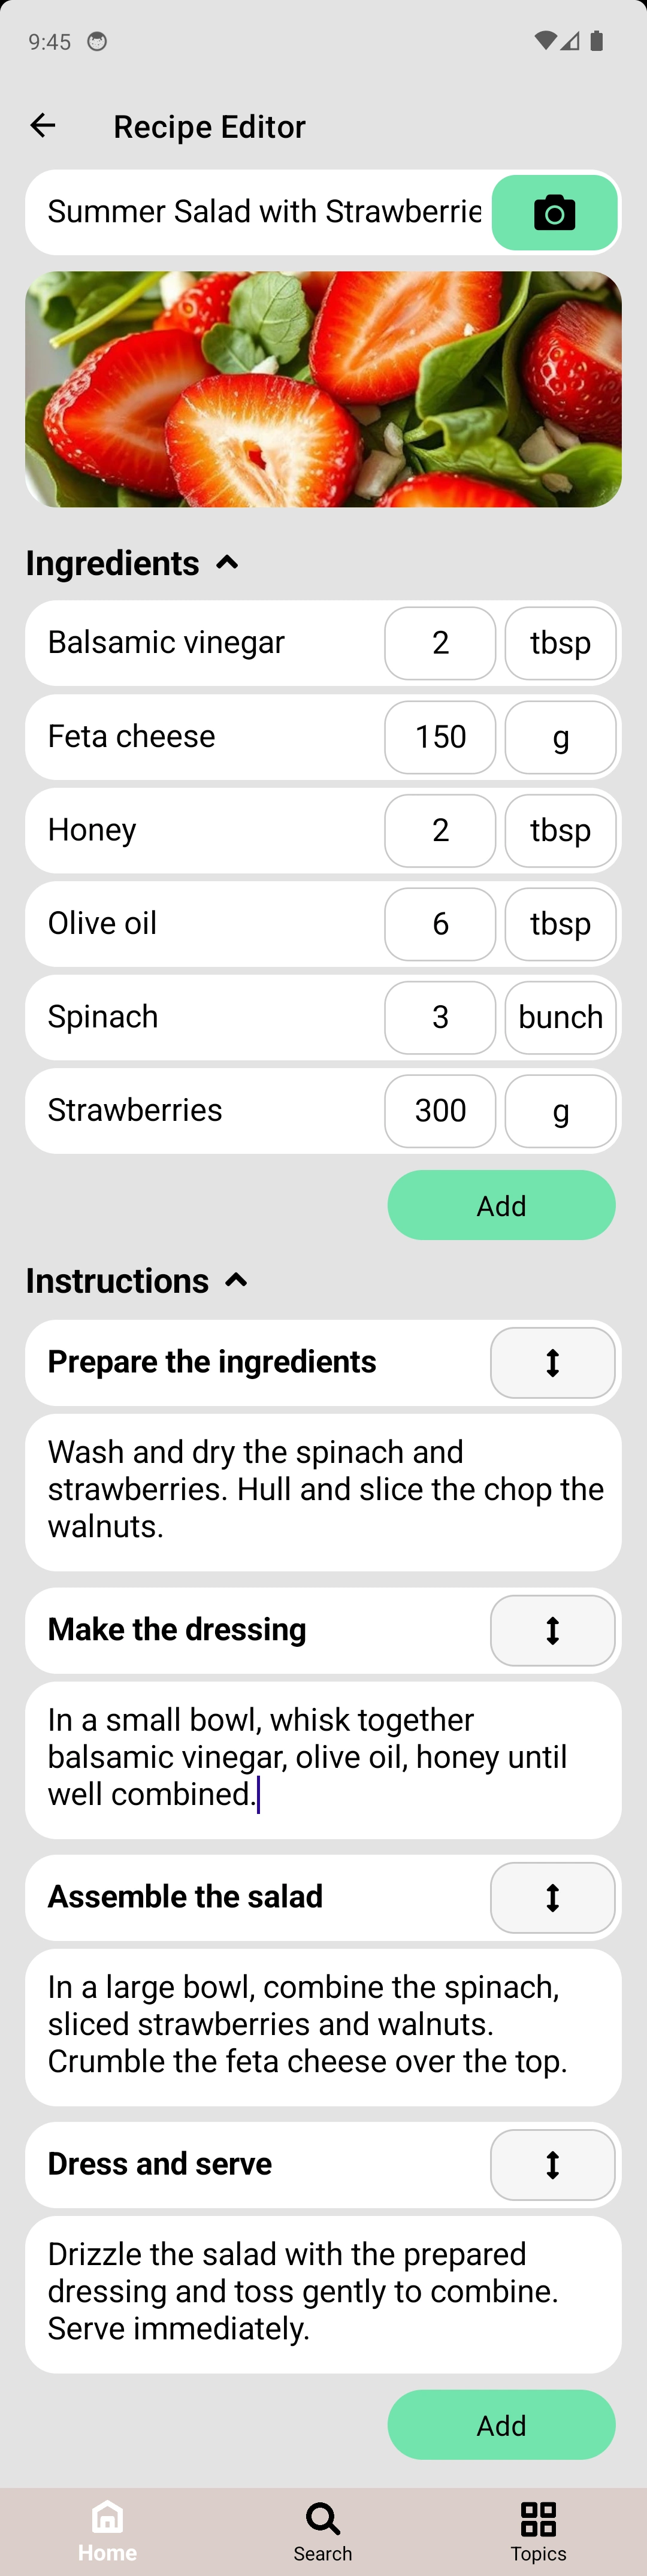 9:45
Recipe Editor
Summer Salad with Strawberrie
Ingredients
Balsamic vinegar 2 tbsp
Feta cheese 150 g
Honey 2 tbsp
Olive oil 6 tbsp
Spinach 3 bunch
Strawberries 300 g
Add
Instructions
Prepare the ingredients
Wash and dry the spinach and
strawberries. Hull and slice the chop the
walnuts.
Make the dressing
In a small bowl, whisk together
balsamic vinegar, olive oil, honey until
well combined.
Assemble the salad
In a large bowl, combine the spinach,
sliced strawberries and walnuts.
Crumble the feta cheese over the top.
Dress and serve
Drizzle the salad with the prepared
dressing and toss gently to combine.
Serve immediately.
Add
Home Search Topics